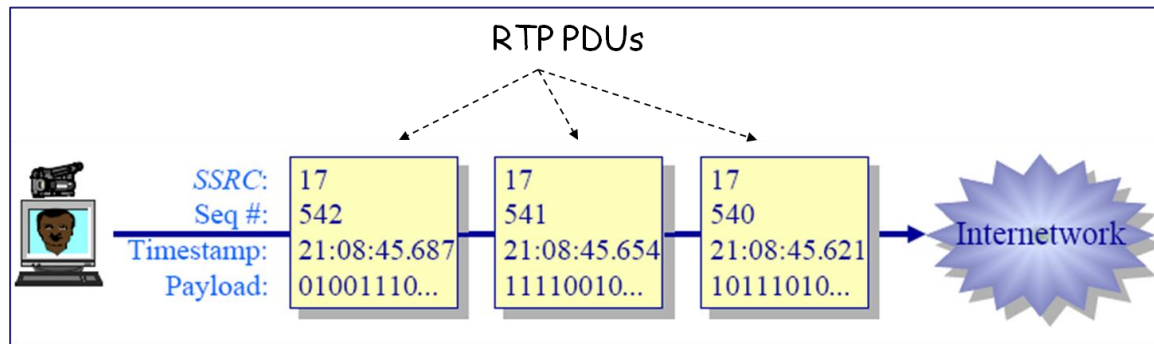 RTP PDUs
SSRC: 17 17 17
Seq #: 542 541 540
Timestamp: 21:08:45.687 21:08:45.654 21:08:45.621
Payload: 01001110... 11110010... 10111010...
Internetwork